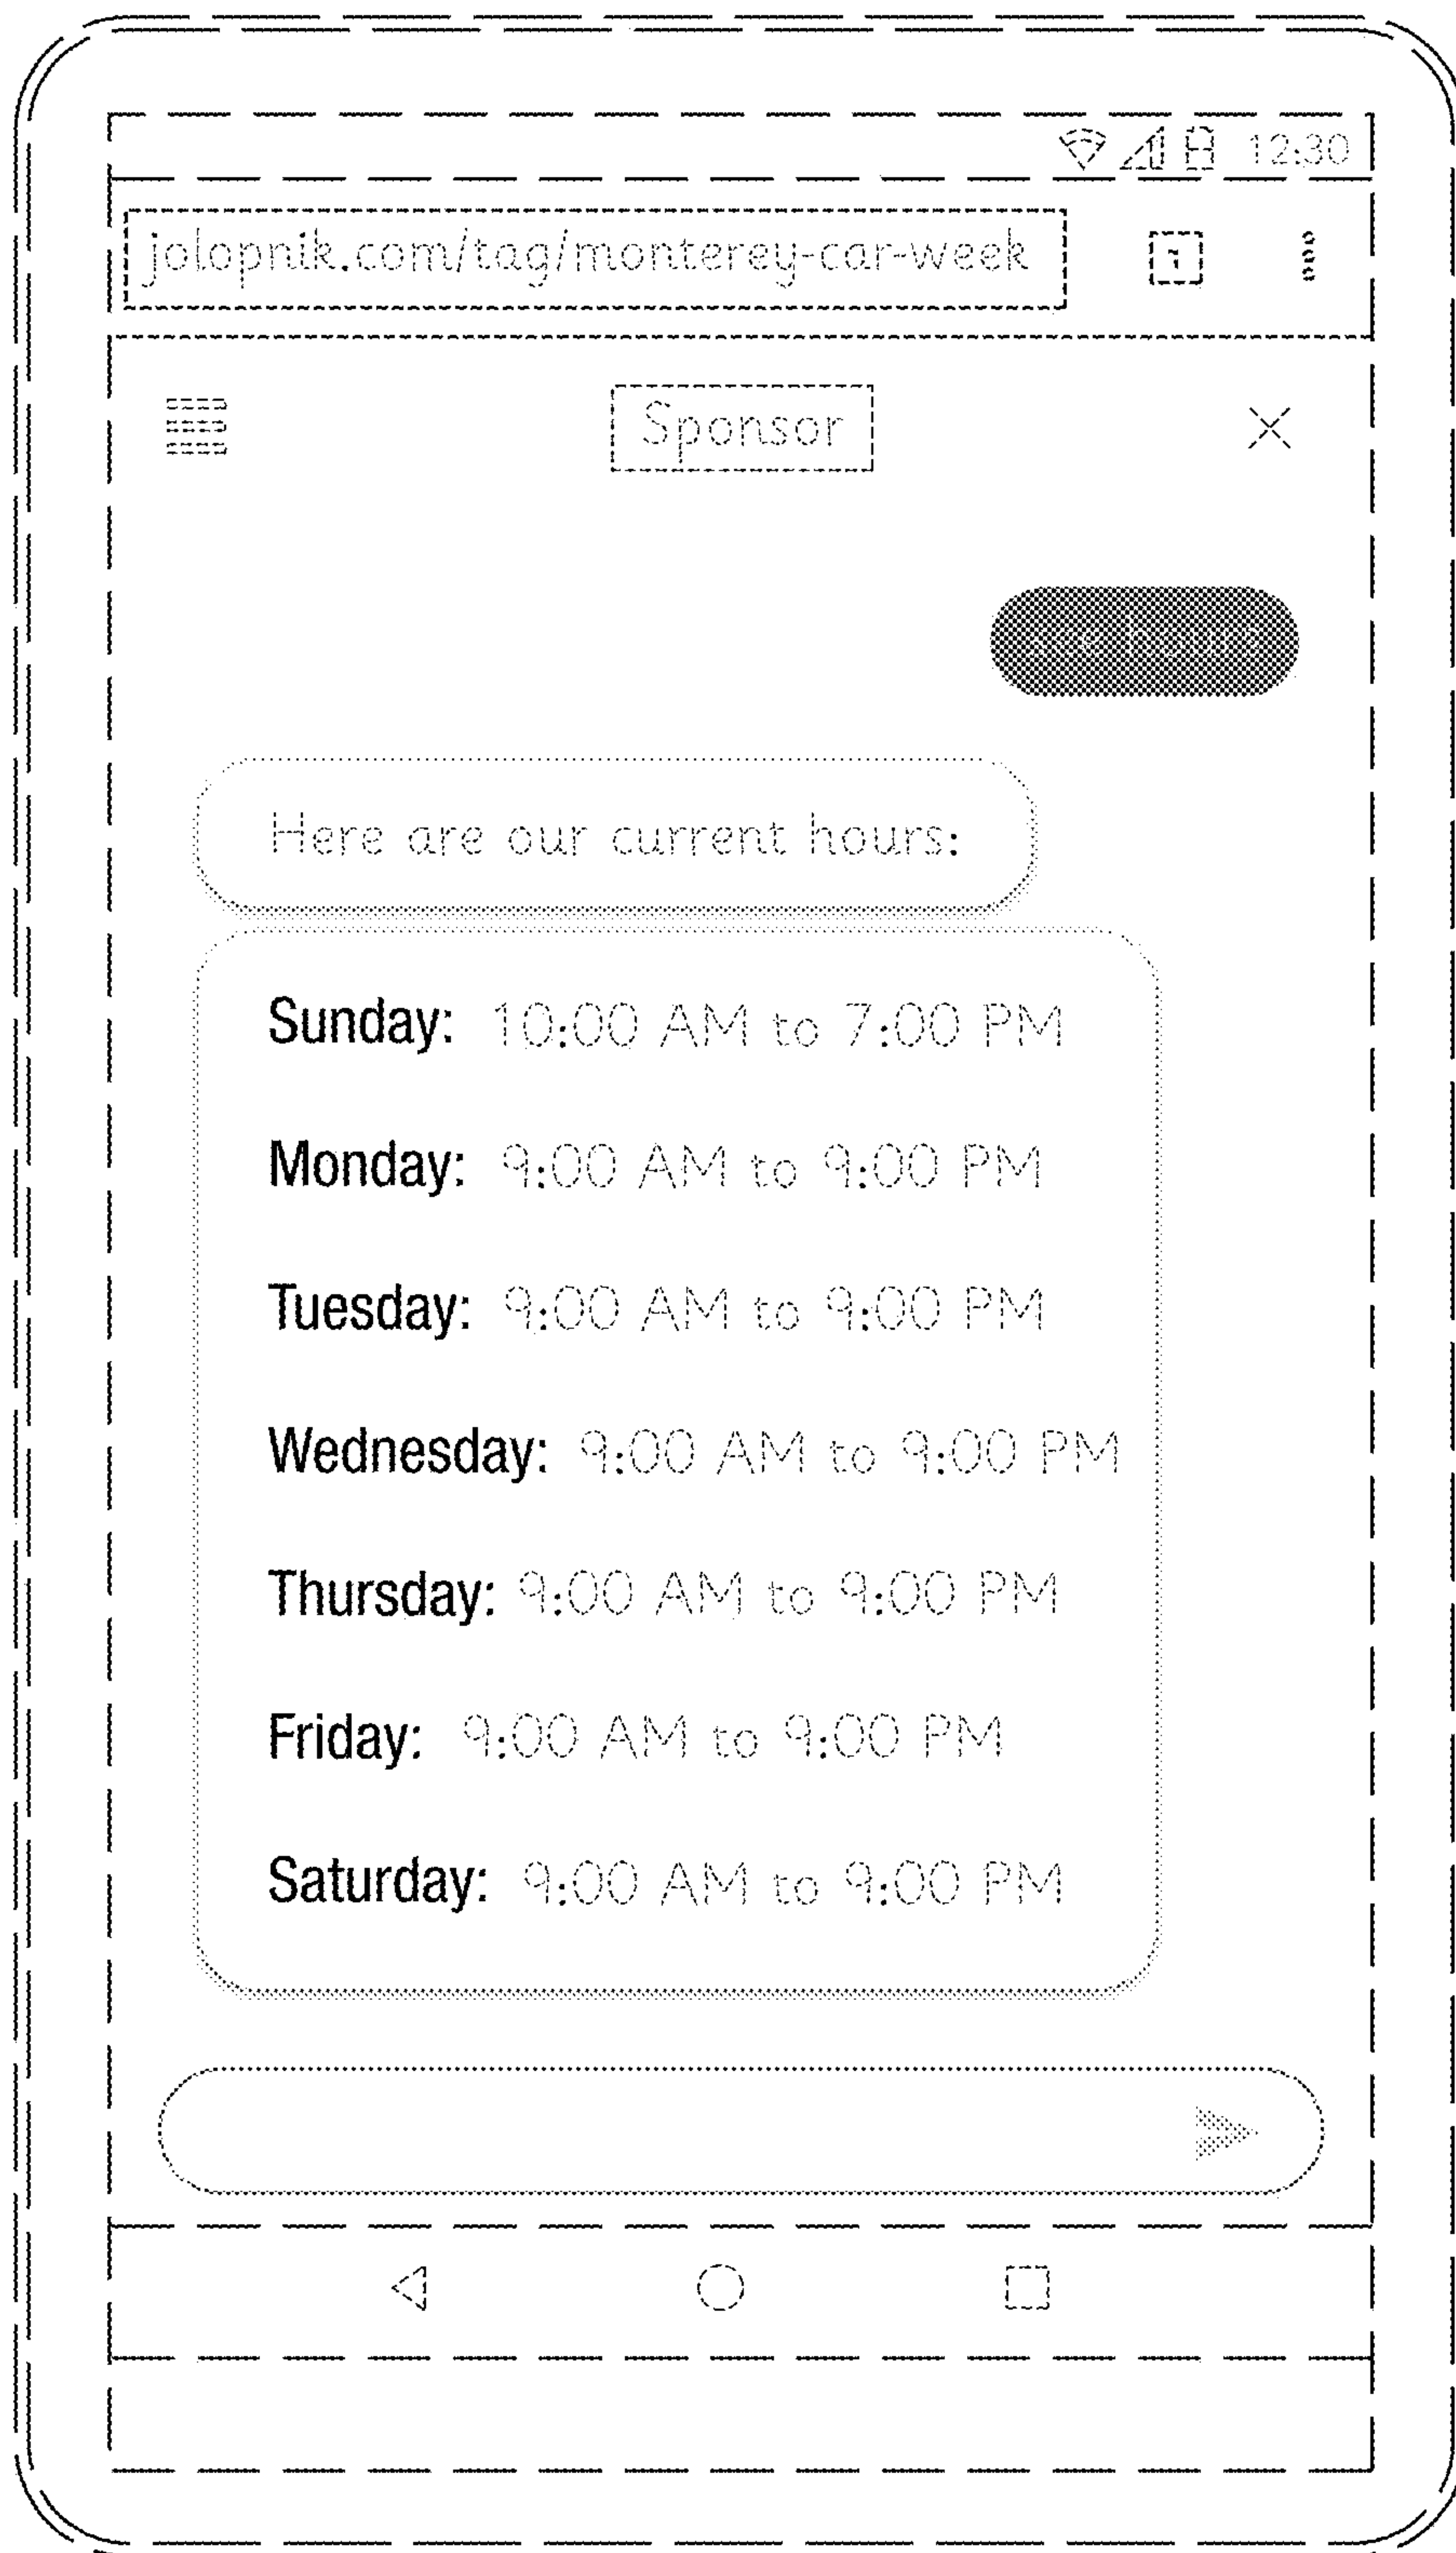 12:30
jolopnik.com/tag/monterey-car-week
Sponsor
hours
Here are our current hours:
Sunday: 10:00 AM to 7:00 PM
Monday: 9:00 AM to 9:00 PM
Tuesday: 9:00 AM to 9:00 PM
Wednesday: 9:00 AM to 9:00 PM
Thursday: 9:00 AM to 9:00 PM
Friday: 9:00 AM to 9:00 PM
Saturday: 9:00 AM to 9:00 PM